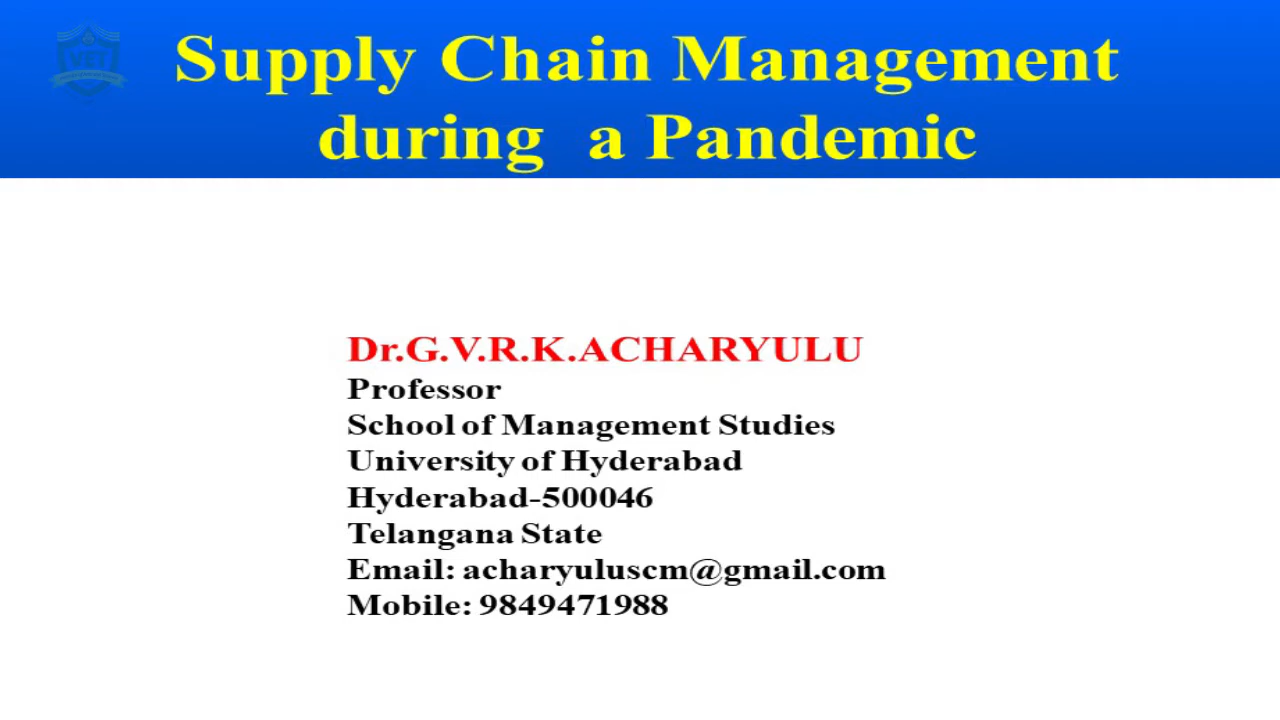 VET
Supply Chain Management
during a Pandemic
Dr.G.V.R.K.ACHARYULU
Professor
School of Management Studies
University of Hyderabad
Hyderabad-500046
Telangana State
Email: acharyuluscm@gmail.com
Mobile: 9849471988